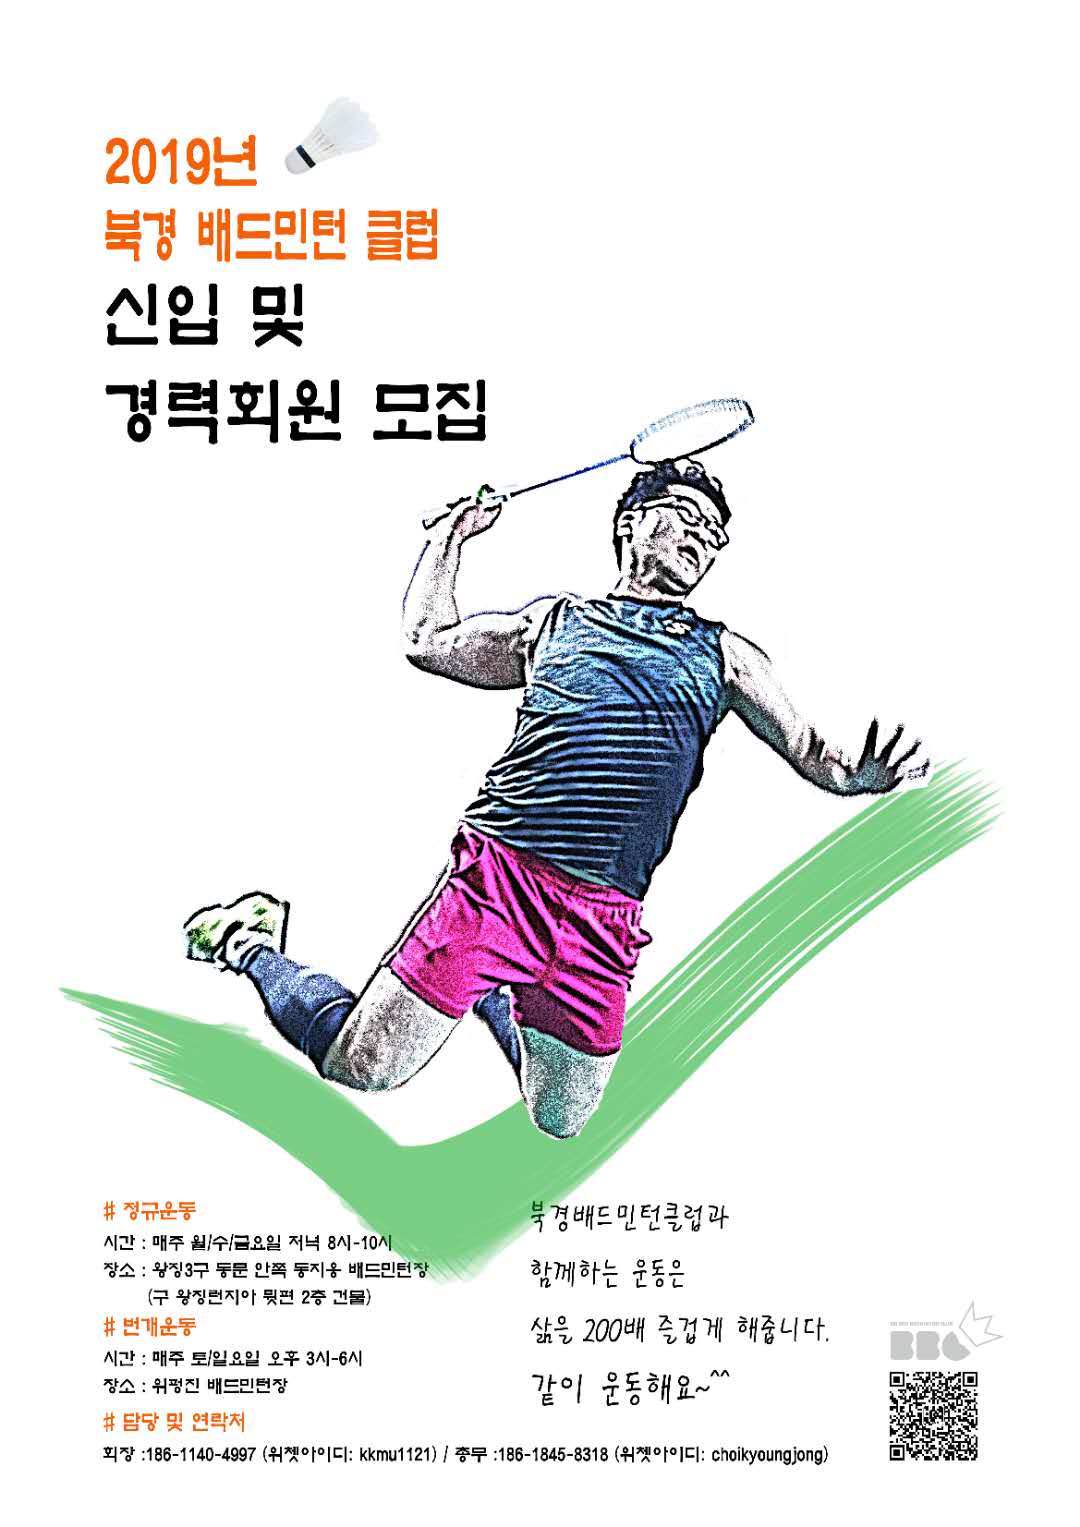 2019년
북경 배드민턴 클럽
신입 및
경력회원 모집
# 정규운동
시간 : 매주 월/수/금요일 저녁 8시-10시
장소 : 왕징3구 동문 안쪽 동지용 배드민턴장
(구 왕징런지아 뒷편 2층 건물)
# 번개운동
시간 : 매주 토/일요일 오후 3시-6시
장소 : 위펑진 배드민턴장
# 담당 및 연락처
회장 :186-1140-4997 (위쳇아이디: kkmu1121) / 총무 :186-1845-8318 (위쳇아이디: choikyoungjong)
북경배드민턴클럽과
함께하는 운동은
삶을 200배 즐겁게 해줍니다.
같이 운동해요~^^
BBC